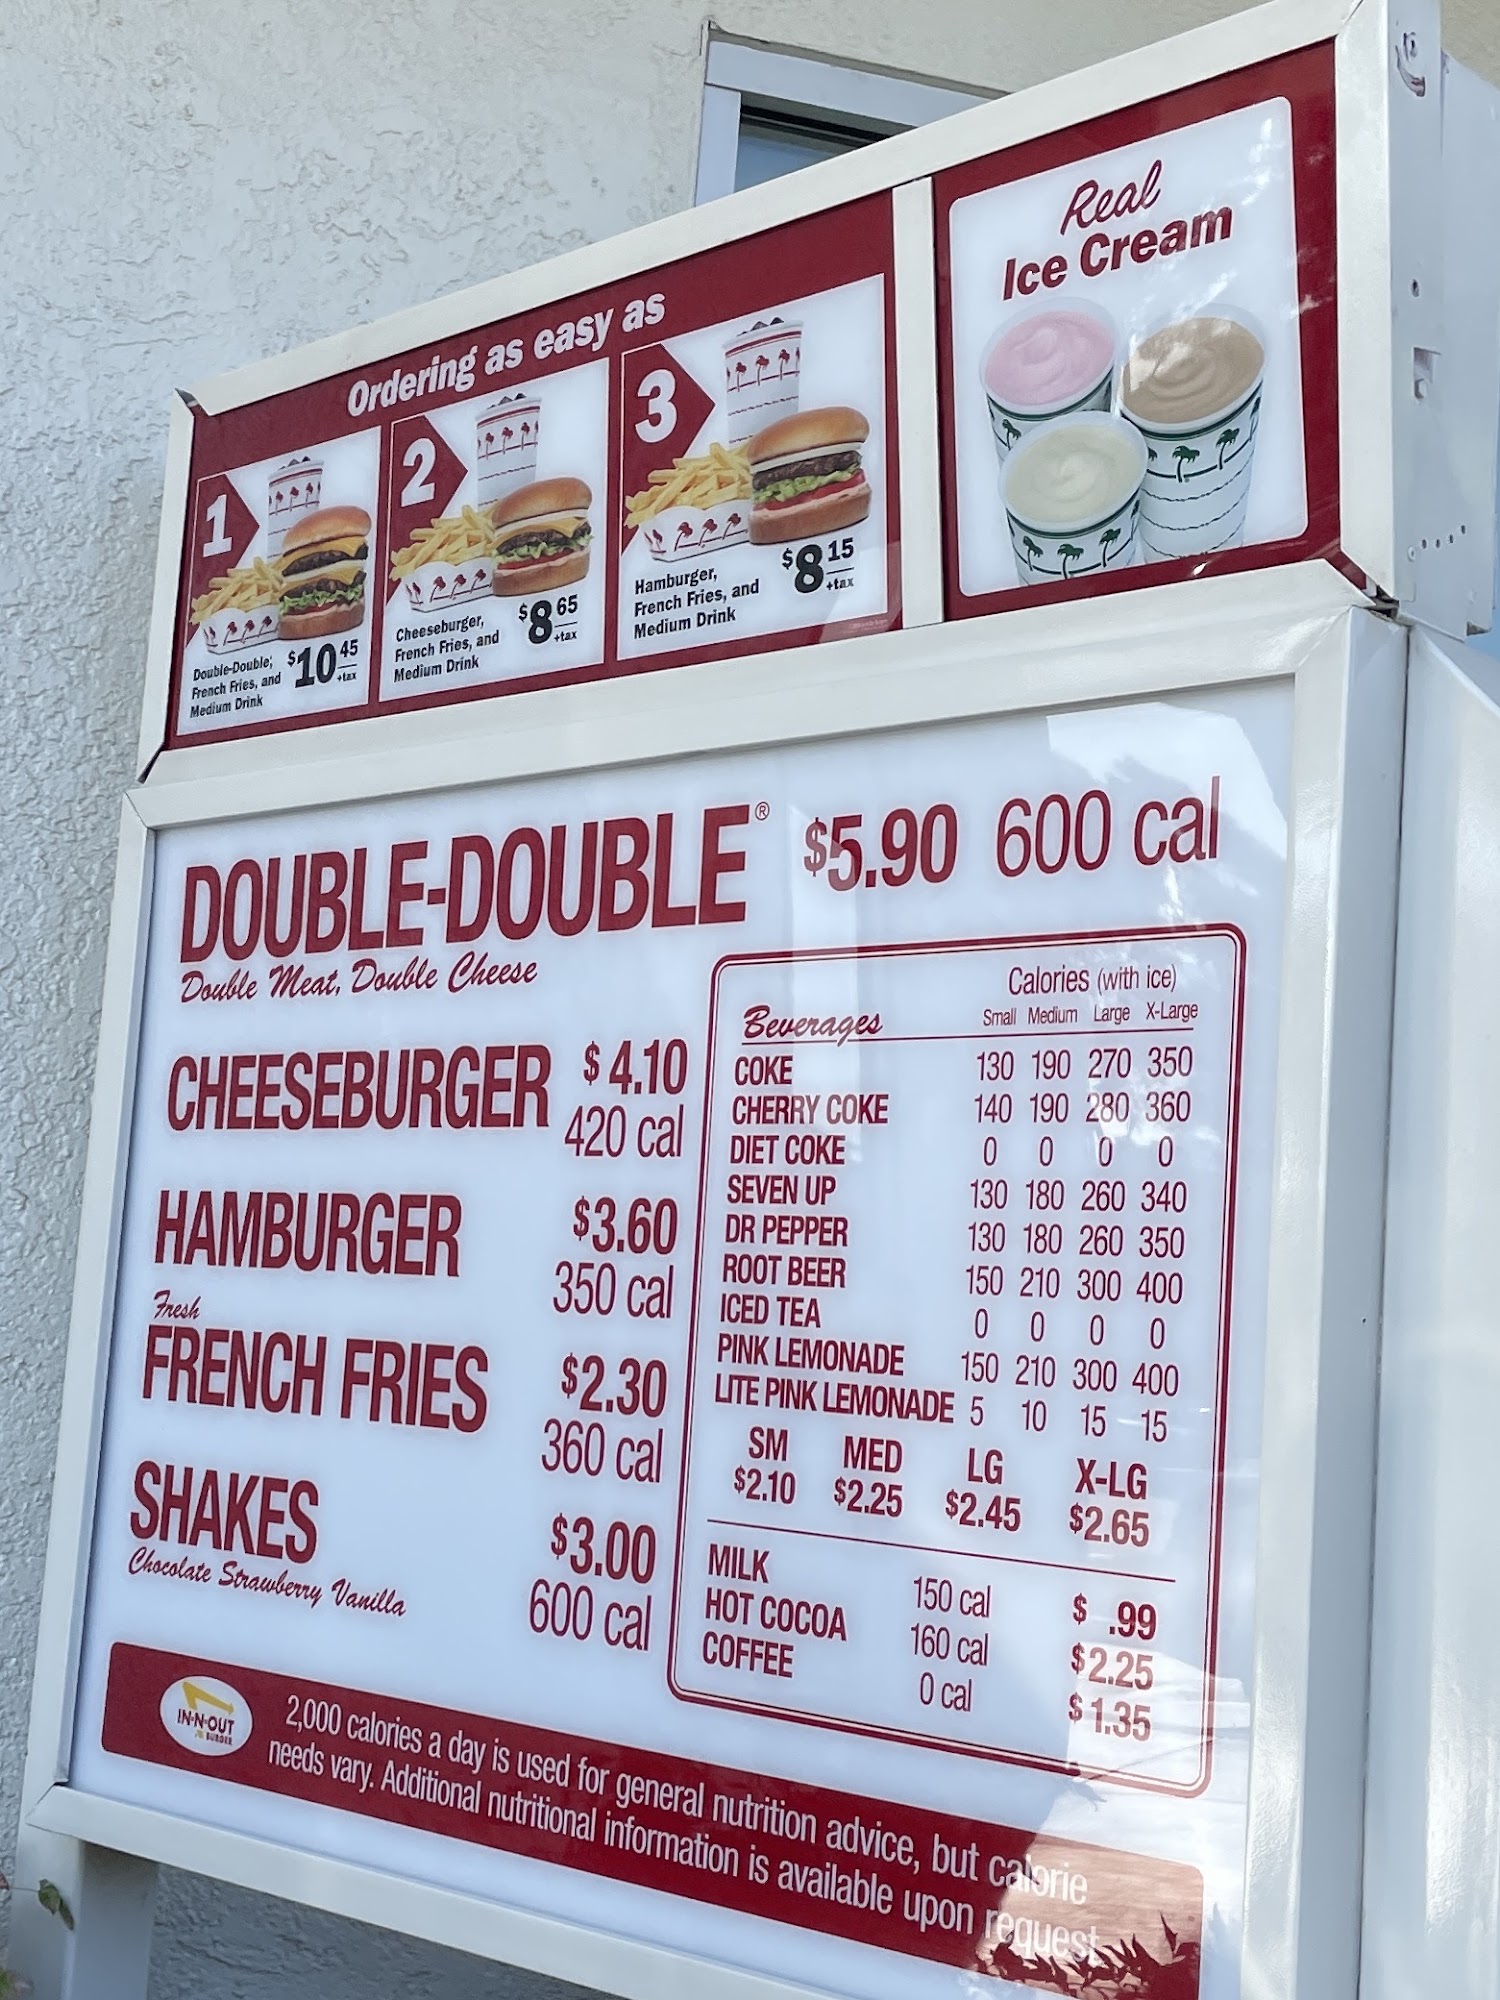 Ordering as easy as
1
Double-Double,
French Fries, and
Medium Drink
$10 45
+tax
2
Cheeseburger,
French Fries, and
Medium Drink
$8 65
+tax
3
Hamburger,
French Fries, and
Medium Drink
$8 15
+tax
Real
Ice Cream
DOUBLE-DOUBLE® $5.90 600 cal
Double Meat, Double Cheese
CHEESEBURGER $4.10
420 cal
HAMBURGER $3.60
350 cal
Fresh
FRENCH FRIES $2.30
360 cal
SHAKES $3.00
Chocolate Strawberry Vanilla 600 cal
Calories (with ice)
Beverages Small Medium Large X-Large
COKE 130 190 270 350
CHERRY COKE 140 190 280 360
DIET COKE 0 0 0 0
SEVEN UP 130 180 260 340
DR PEPPER 130 180 260 350
ROOT BEER 150 210 300 400
ICED TEA 0 0 0 0
PINK LEMONADE 150 210 300 400
LITE PINK LEMONADE 5 10 15 15
SM MED LG X-LG
$2.10 $2.25 $2.45 $2.65
MILK 150 cal $ .99
HOT COCOA 160 cal $2.25
COFFEE 0 cal $1.35
IN-N-OUT
BURGER
2,000 calories a day is used for general nutrition advice, but calorie
needs vary. Additional nutritional information is available upon request